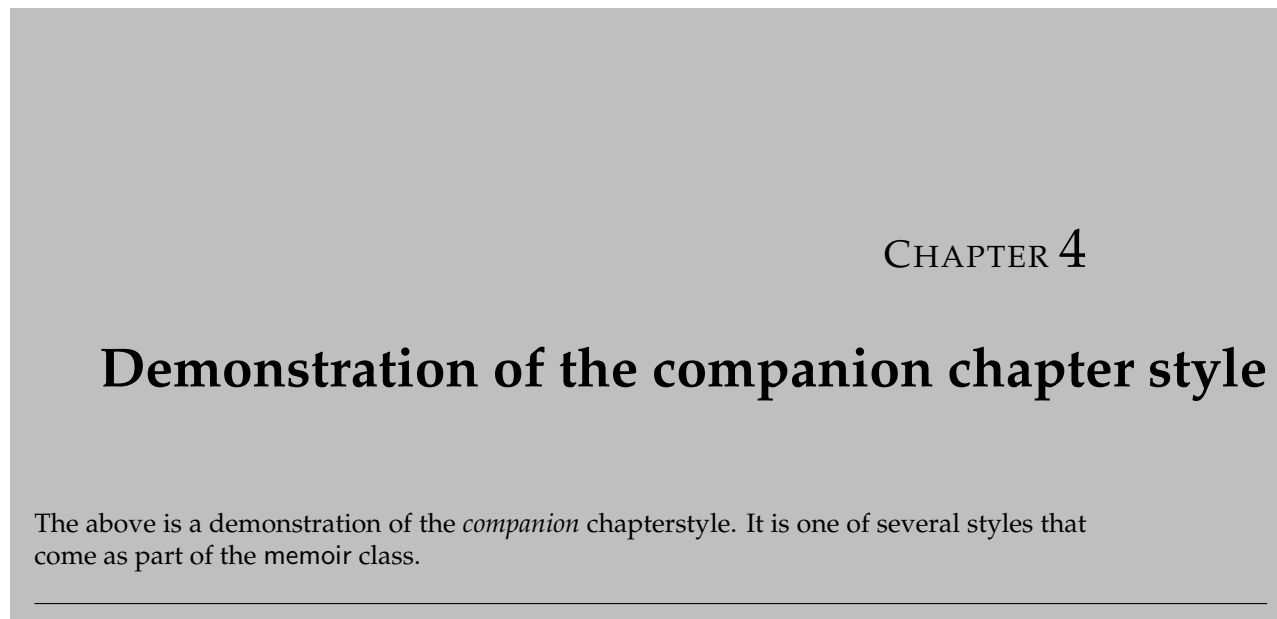 CHAPTER 4
Demonstration of the companion chapter style
The above is a demonstration of the companion chapterstyle. It is one of several styles that
come as part of the memoir class.